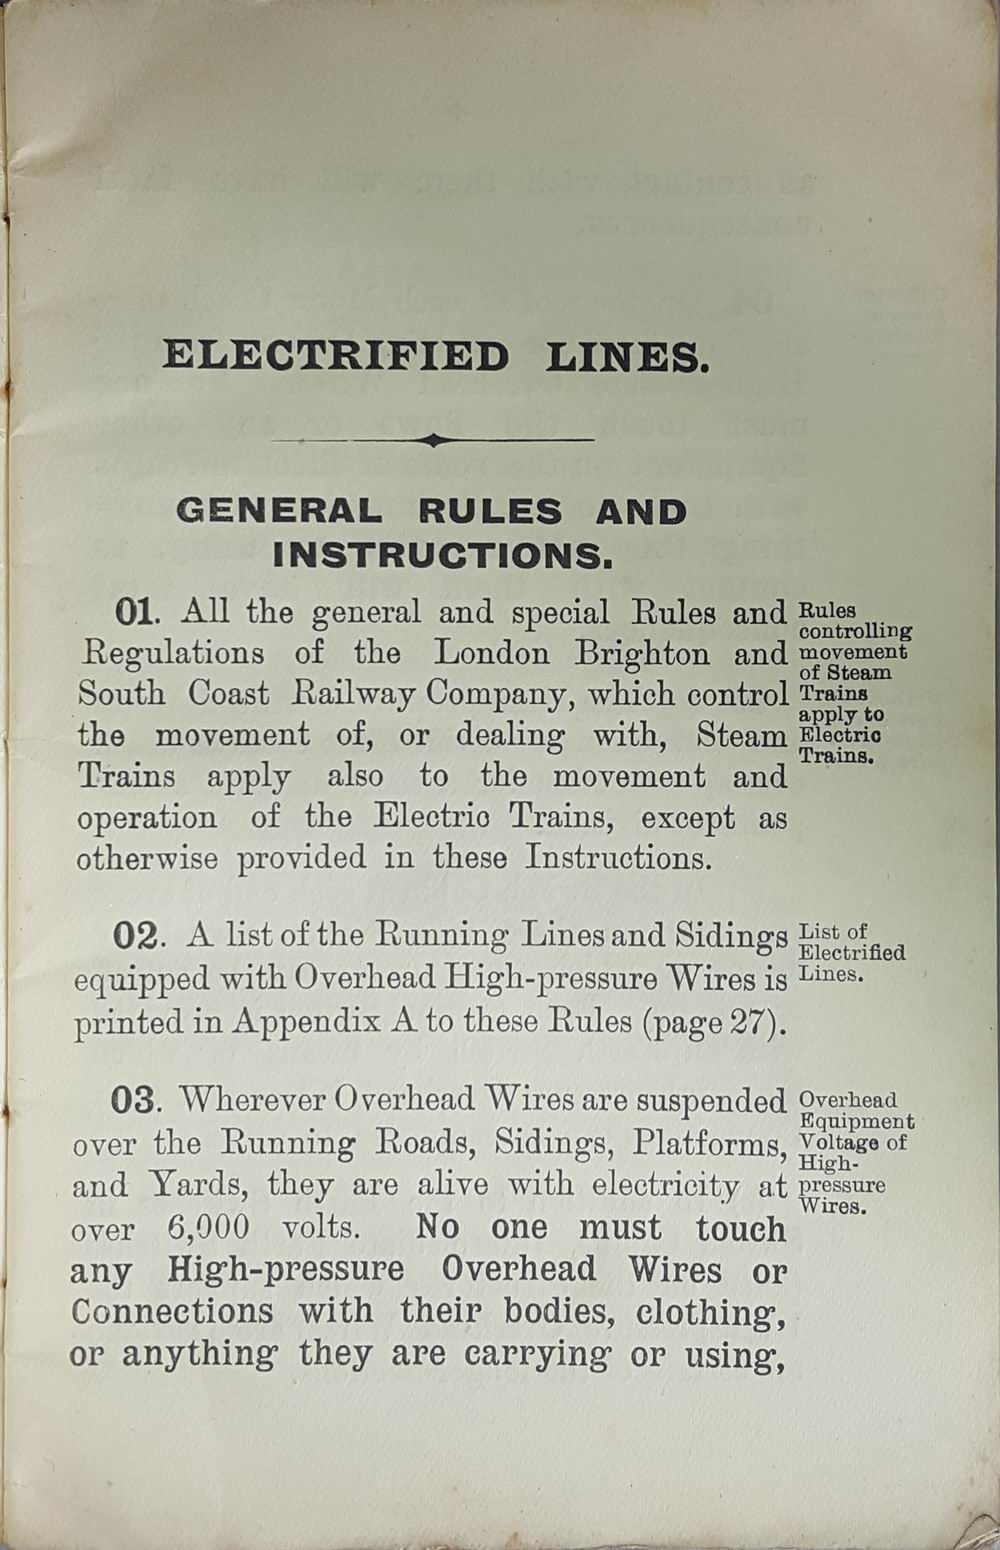 ELECTRIFIED LINES.
GENERAL RULES AND
INSTRUCTIONS.
01. All the general and special Rules and
Regulations of the London Brighton and
South Coast Railway Company, which control
the movement of, or dealing with, Steam
Trains apply also to the movement and
operation of the Electric Trains, except as
otherwise provided in these Instructions.
Rules
controlling
movement
of Steam
Trains
apply to
Electric
Trains.
02. A list of the Running Lines and Sidings
equipped with Overhead High-pressure Wires is
printed in Appendix A to these Rules (page 27).
List of
Electrified
Lines.
03. Wherever Overhead Wires are suspended
over the Running Roads, Sidings, Platforms,
and Yards, they are alive with electricity at
over 6,000 volts. No one must touch
any High-pressure Overhead Wires or
Connections with their bodies, clothing,
or anything they are carrying or using,
Overhead
Equipment
Voltage of
High-
pressure
Wires.